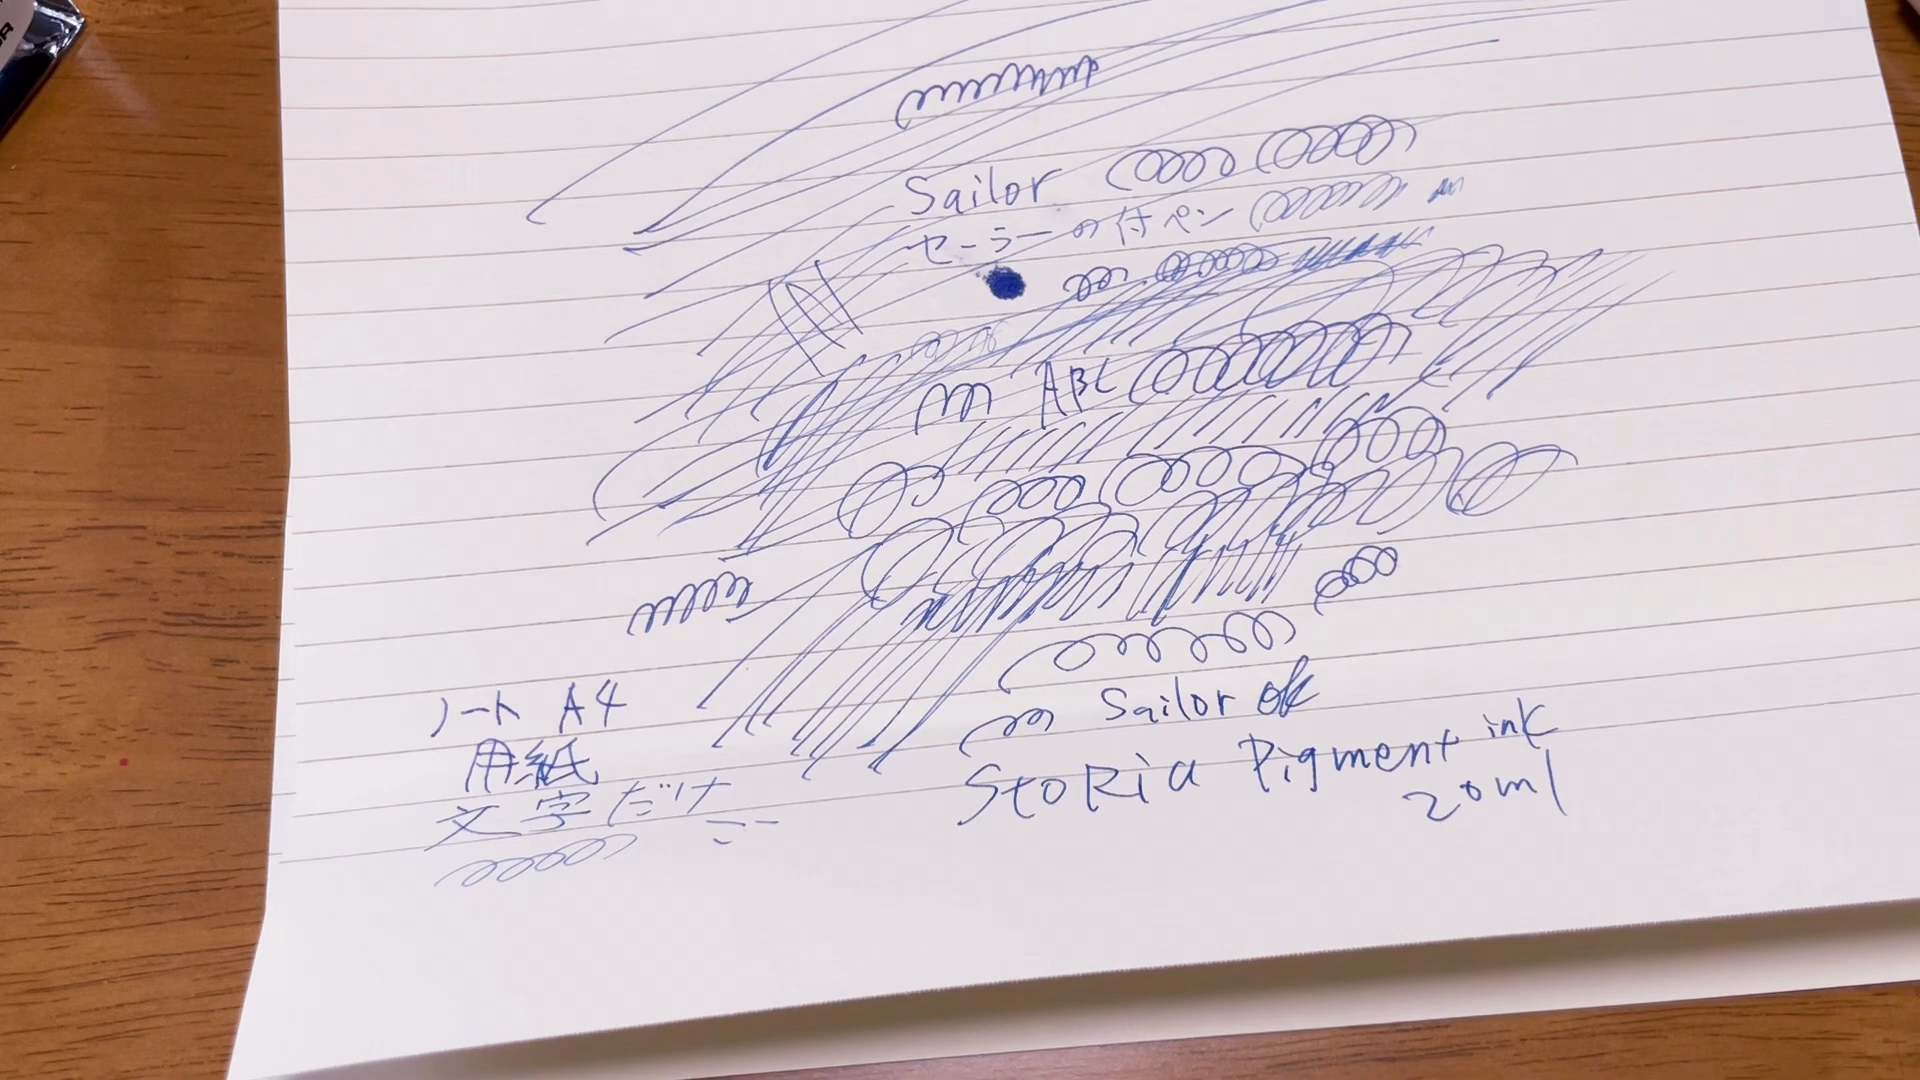 Sailor
セーラーの付ペン
ABC
Sailor ok
StoRia Pigment ink
20ml
ノート A4
用紙
文字だけ